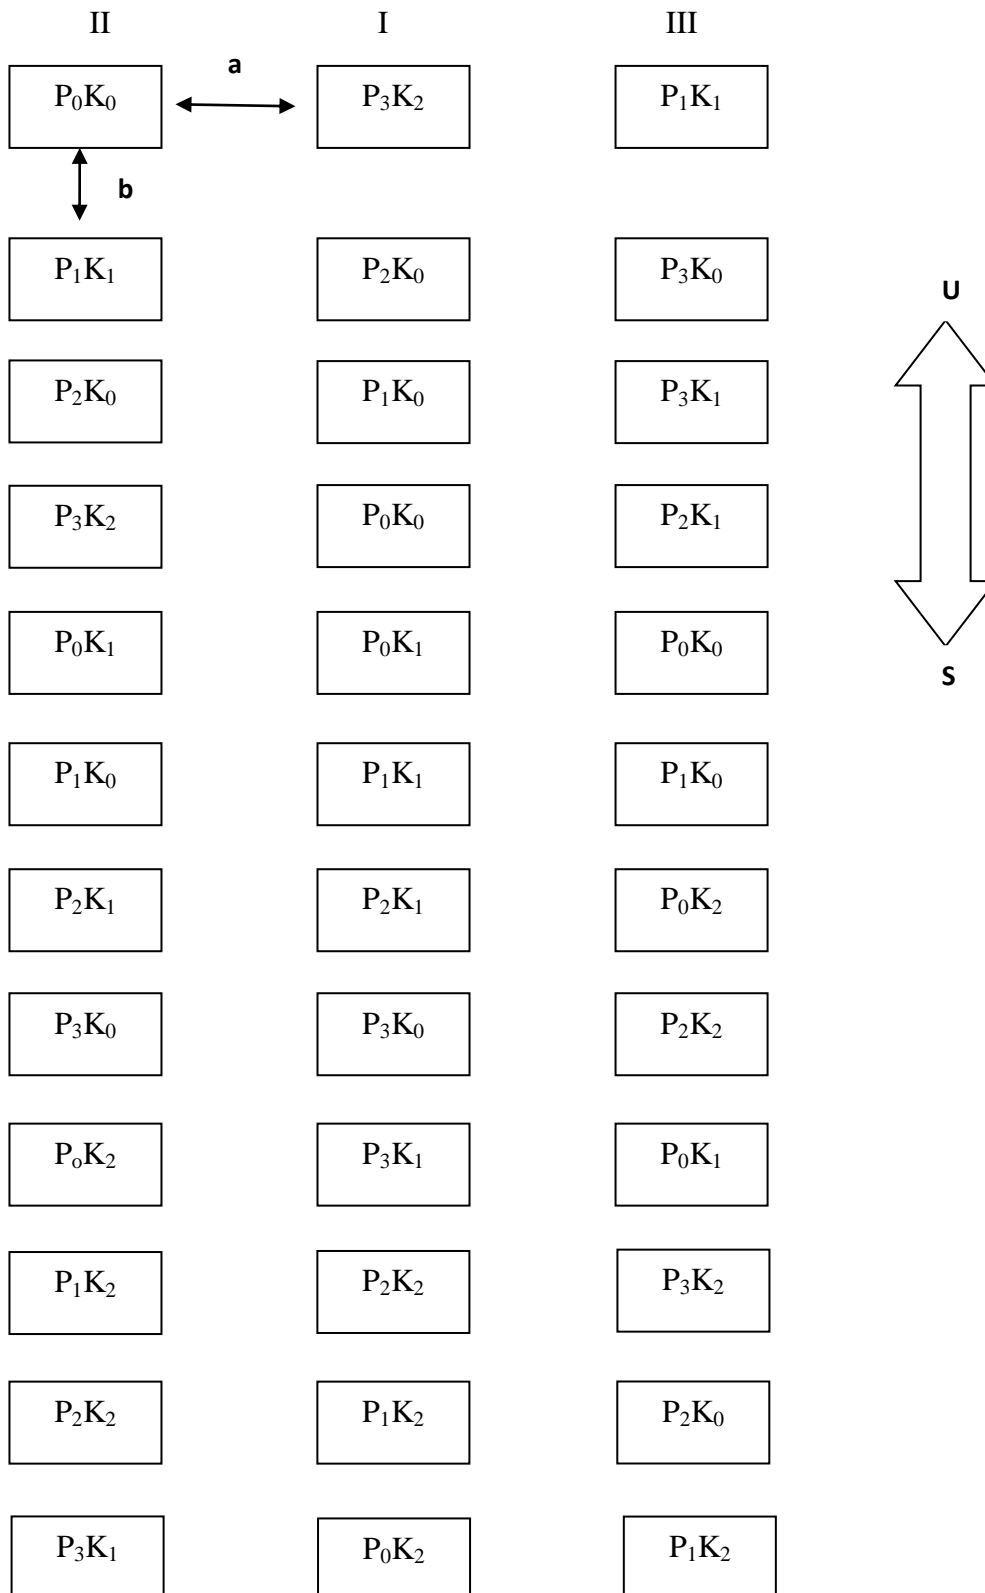 II I III
a
P₀K₀ P₃K₂ P₁K₁
b
P₁K₁ P₂K₀ P₃K₀
U
P₂K₀ P₁K₀ P₃K₁
P₃K₂ P₀K₀ P₂K₁
P₀K₁ P₀K₁ P₀K₀
S
P₁K₀ P₁K₁ P₁K₀
P₂K₁ P₂K₁ P₀K₂
P₃K₀ P₃K₀ P₂K₂
PₒK₂ P₃K₁ P₀K₁
P₁K₂ P₂K₂ P₃K₂
P₂K₂ P₁K₂ P₂K₀
P₃K₁ P₀K₂ P₁K₂